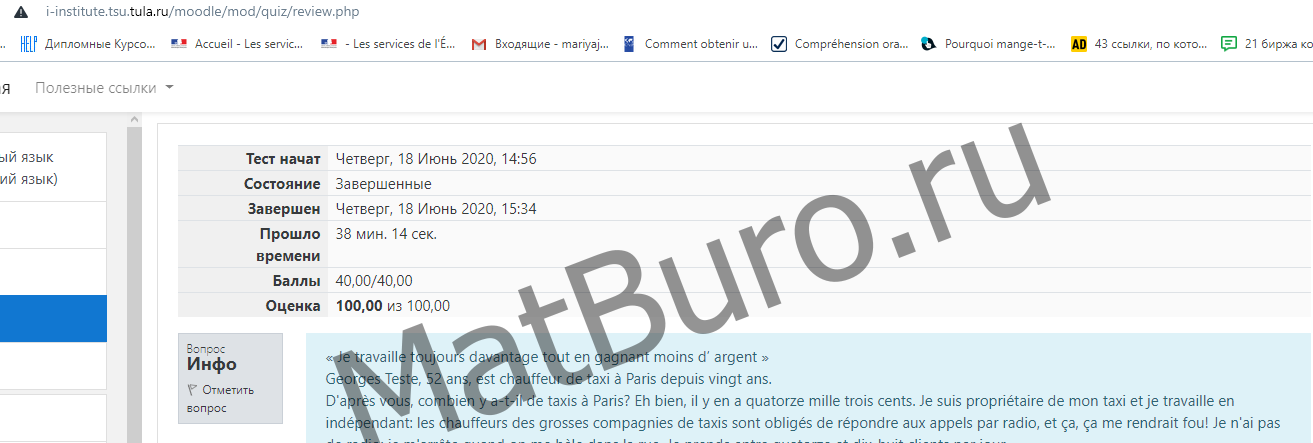 i-institute.tsu.tula.ru/moodle/mod/quiz/review.php
HELP Дипломные Курсо... Accueil - Les servic... - Les services de l'É... Входящие - mariyaj... Comment obtenir u... Compréhension ora... Pourquoi mange-t-... AD 43 ссылки, по кото... 21 биржа ко
ая Полезные ссылки
ый язык
ий язык)
Тест начат Четверг, 18 Июнь 2020, 14:56
Состояние Завершенные
Завершен Четверг, 18 Июнь 2020, 15:34
Прошло 38 мин. 14 сек.
времени
Баллы 40,00/40,00
Оценка 100,00 из 100,00
MatBuro.ru
Вопрос
Инфо
Отметить
вопрос
« Je travaille toujours davantage tout en gagnant moins d’ argent »
Georges Teste, 52 ans, est chauffeur de taxi à Paris depuis vingt ans.
D'après vous, combien y a-t-il de taxis à Paris? Eh bien, il y en a quatorze mille trois cents. Je suis propriétaire de mon taxi et je travaille en
indépendant: les chauffeurs des grosses compagnies de taxis sont obligés de répondre aux appels par radio, et ça, ça me rendrait fou! Je n'ai pas